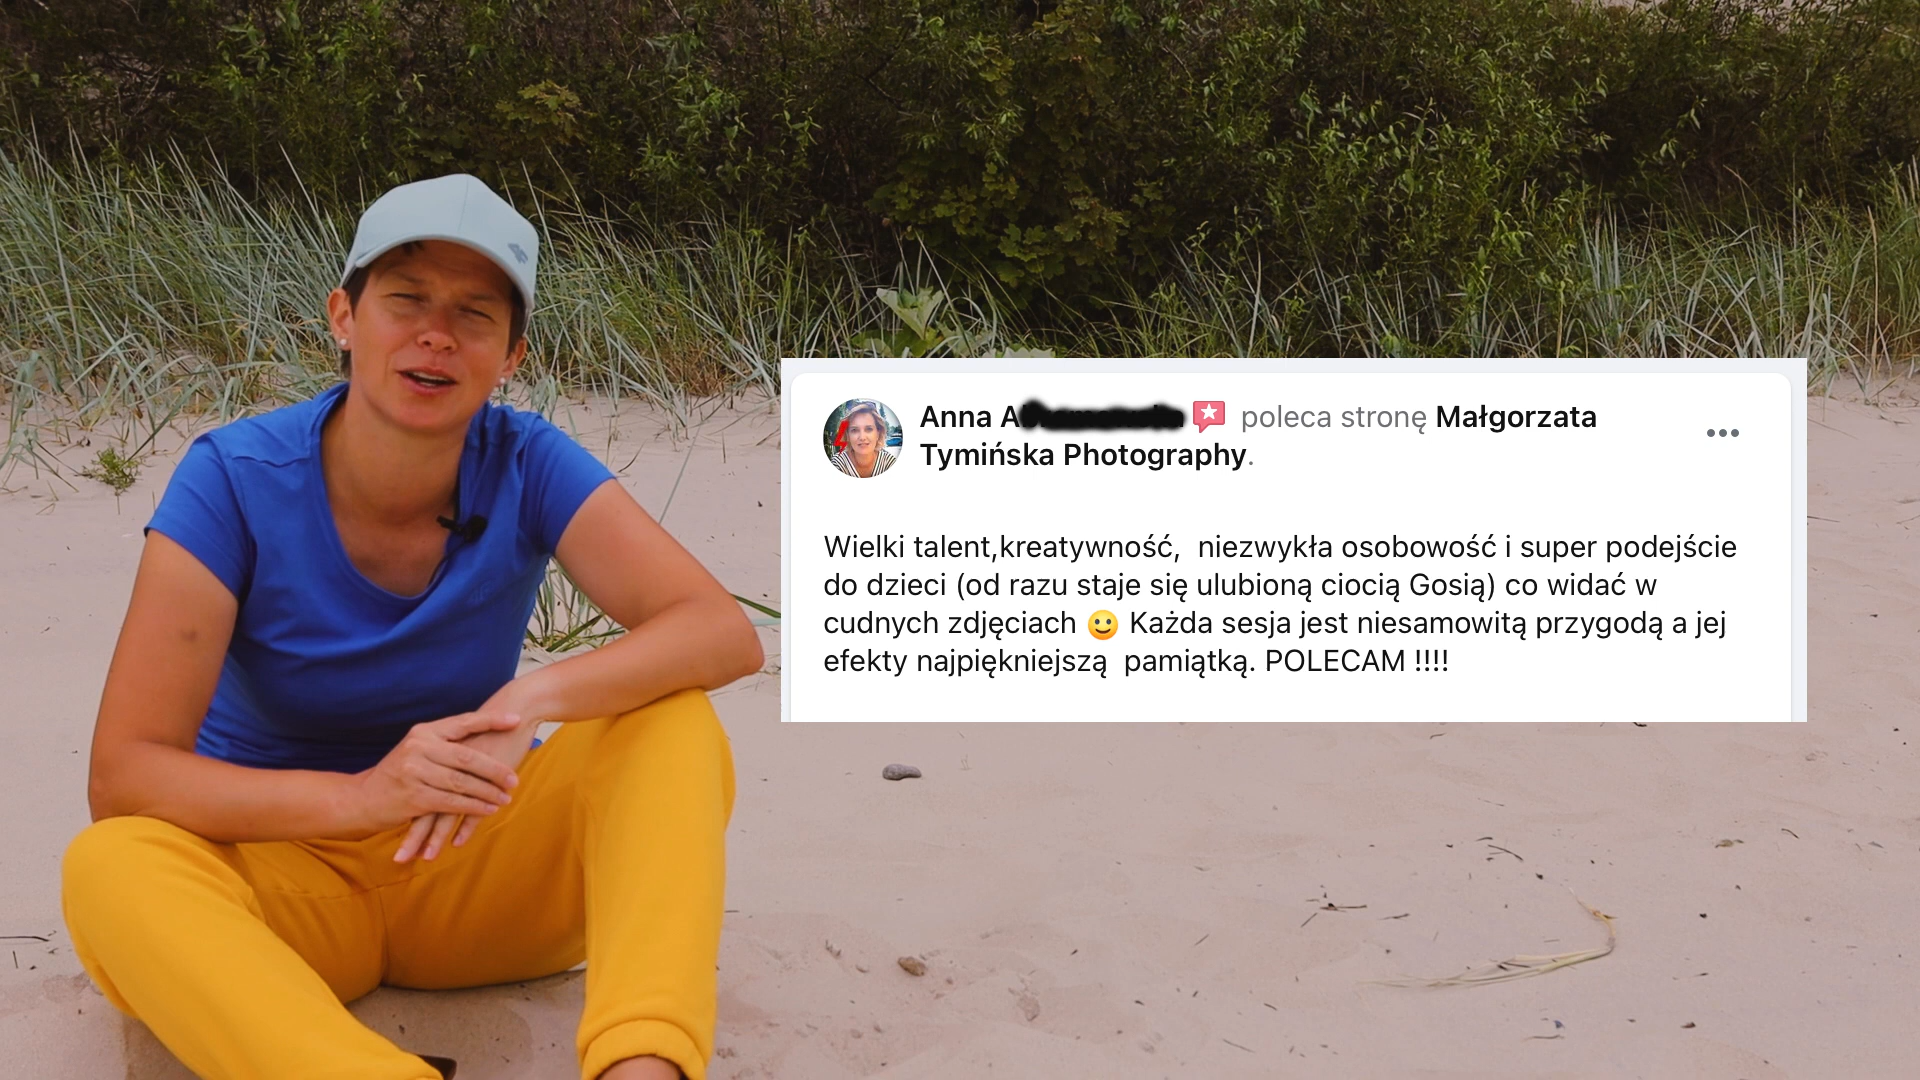 Anna poleca stronę Małgorzata
Tymińska Photography.
Wielki talent,kreatywność, niezwykła osobowość i super podejście
do dzieci (od razu staje się ulubioną ciocią Gosią) co widać w
cudnych zdjęciach 🙂 Każda sesja jest niesamowitą przygodą a jej
efekty najpiękniejszą pamiątką. POLECAM !!!!